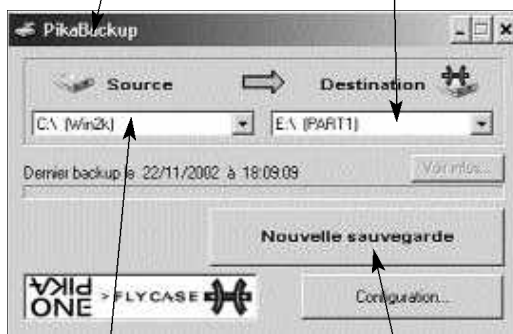 PikaBackup
Source Destination
C:\ (Win2k) E:\ (PART1)
Dernier backup le 22/11/2002 à 18:09:09 Voir infos...
Nouvelle sauvegarde
PIKA
ONE > FLYCASE
Configuration...